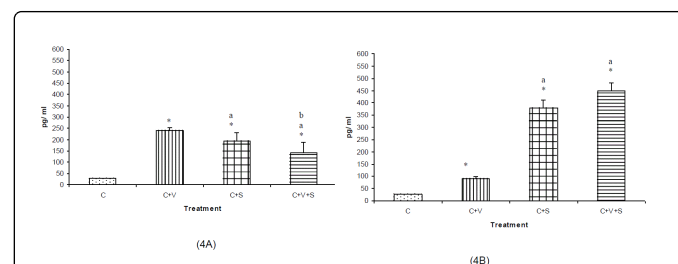 600
550
500
450
400
350
300
250
200
150
100
50
0
pg/ ml
*
a
*
b
a
*
C
C+V
C+S
C+V+S
Treatment
(4A)
600
550
500
450
400
350
300
250
200
150
100
50
0
pg/ ml
*
a
*
a
*
C
C+V
C+S
C+V+S
Treatment
(4B)